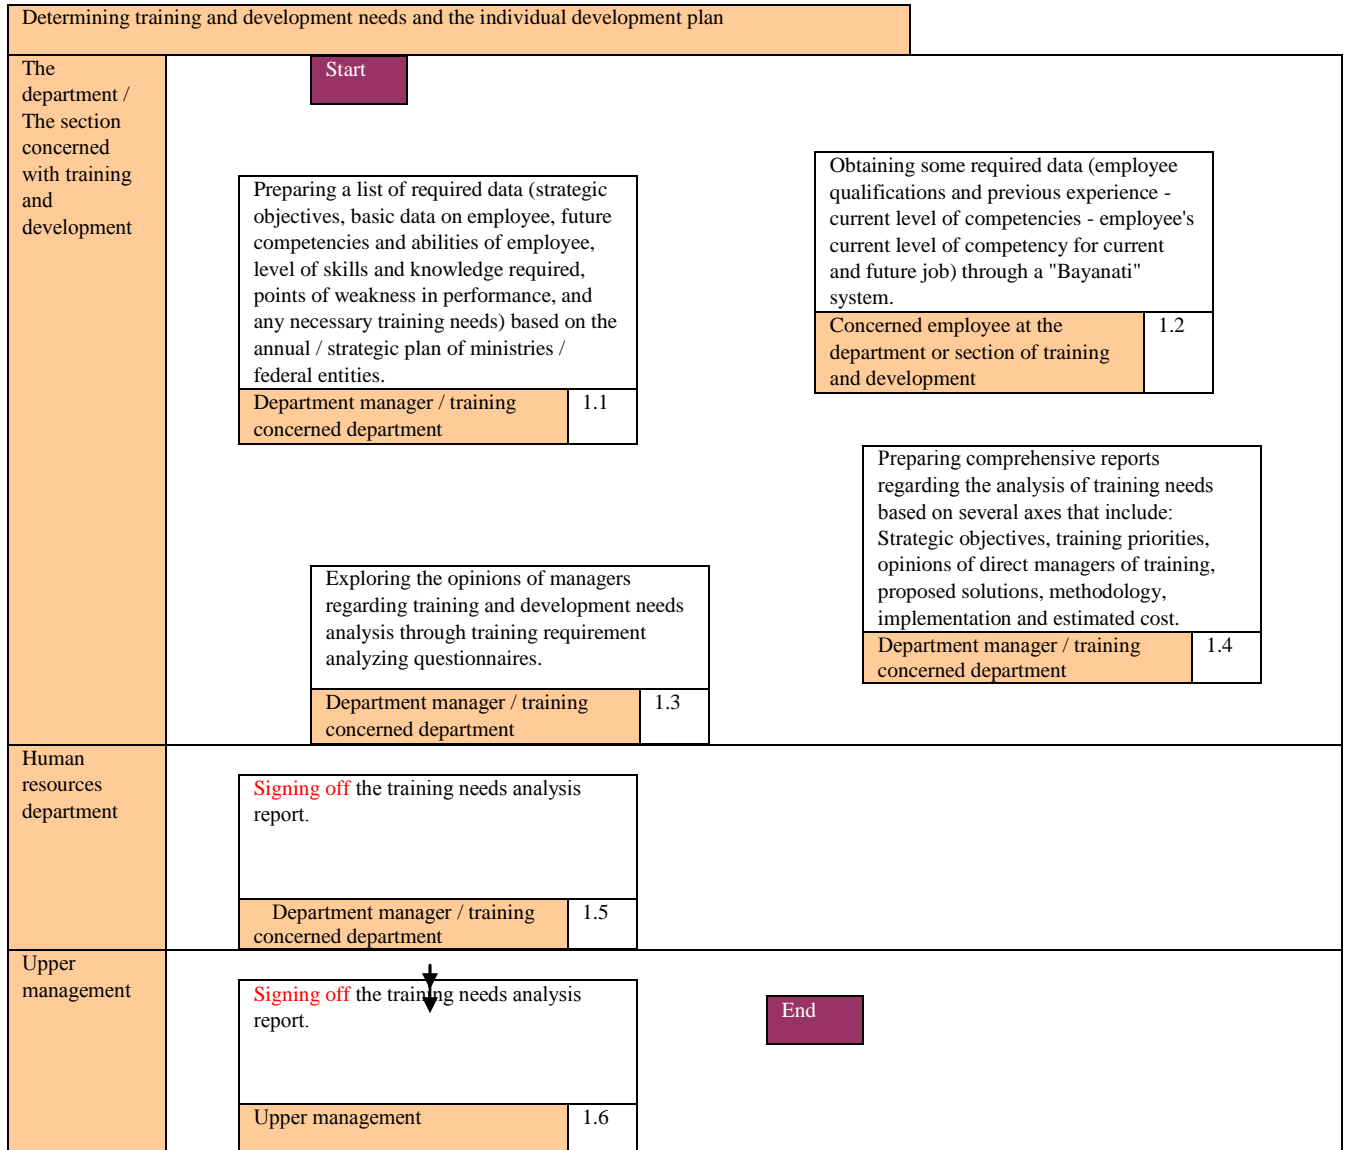 Determining training and development needs and the individual development plan
The
department /
The section
concerned
with training
and
development
Start
Preparing a list of required data (strategic
objectives, basic data on employee, future
competencies and abilities of employee,
level of skills and knowledge required,
points of weakness in performance, and
any necessary training needs) based on the
annual / strategic plan of ministries /
federal entities.
Department manager / training
concerned department
1.1
Obtaining some required data (employee
qualifications and previous experience -
current level of competencies - employee's
current level of competency for current
and future job) through a "Bayanati"
system.
Concerned employee at the
department or section of training
and development
1.2
Exploring the opinions of managers
regarding training and development needs
analysis through training requirement
analyzing questionnaires.
Department manager / training
concerned department
1.3
Preparing comprehensive reports
regarding the analysis of training needs
based on several axes that include:
Strategic objectives, training priorities,
opinions of direct managers of training,
proposed solutions, methodology,
implementation and estimated cost.
Department manager / training
concerned department
1.4
Human
resources
department
Signing off the training needs analysis
report.
Department manager / training
concerned department
1.5
Upper
management
Signing off the training needs analysis
report.
Upper management
1.6
End